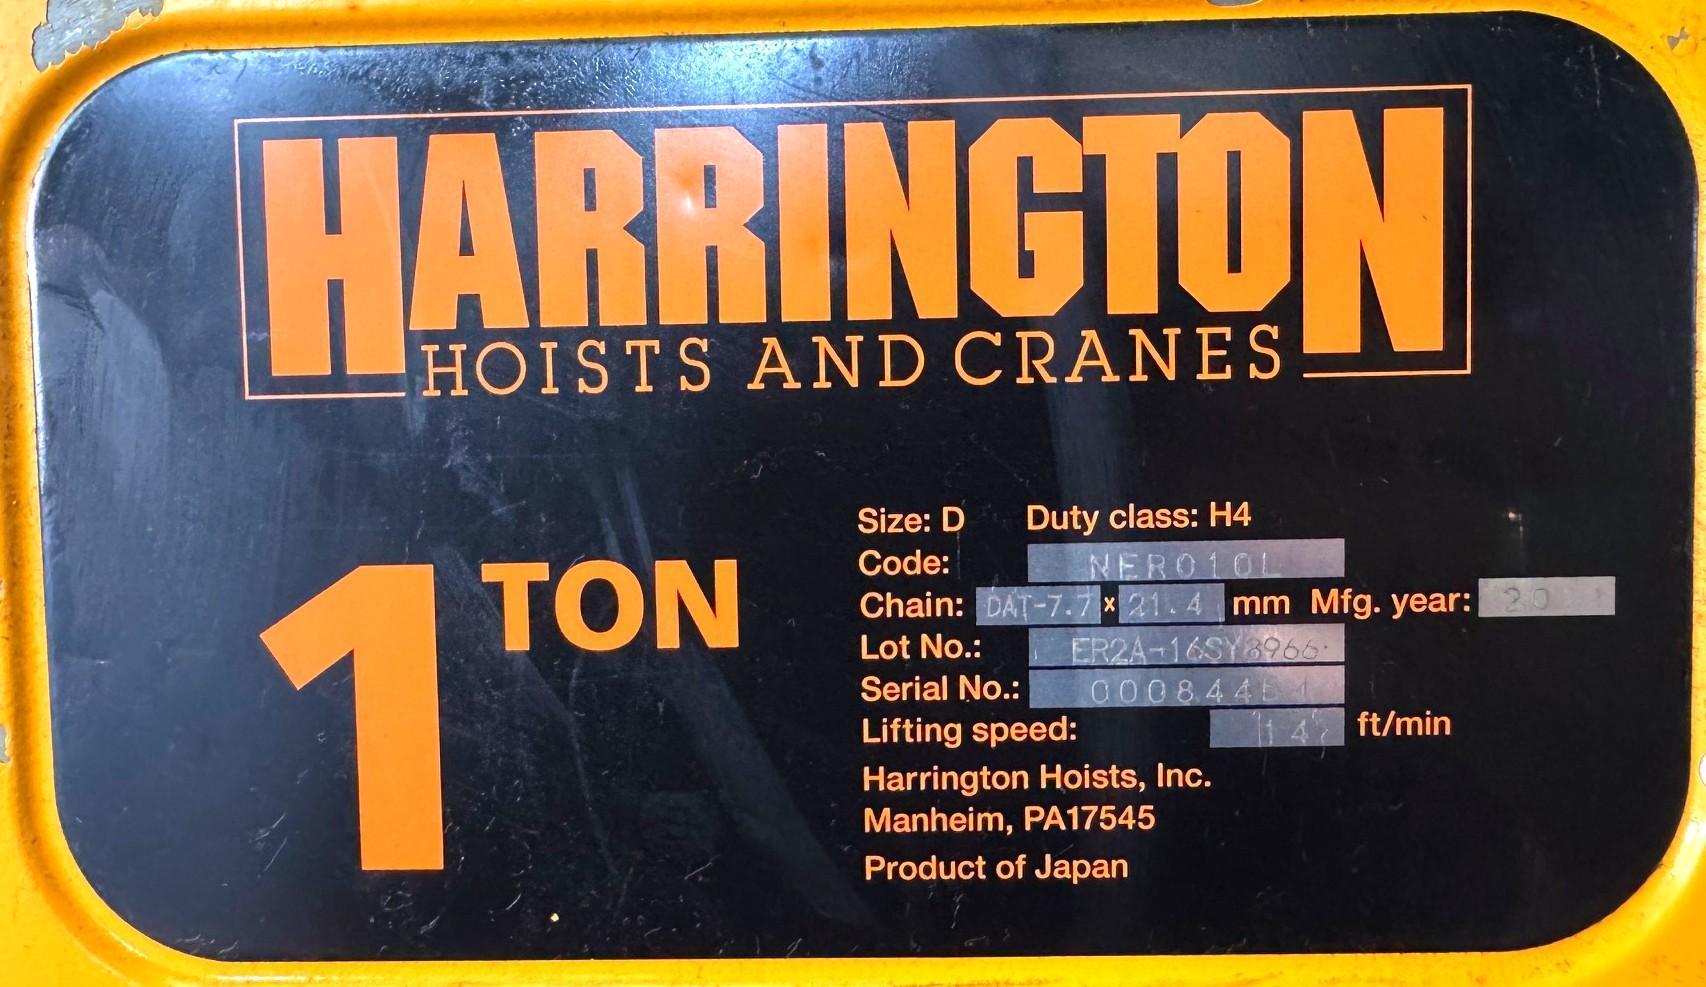 HARRINGTON
HOISTS AND CRANES
1 TON
Size: D Duty class: H4
Code: NER010L
Chain: DAT-7.7 x 21.4 mm Mfg. year:
Lot No.: ER2A-16SY8966
Serial No.:
Lifting speed: 14 ft/min
Harrington Hoists, Inc.
Manheim, PA17545
Product of Japan